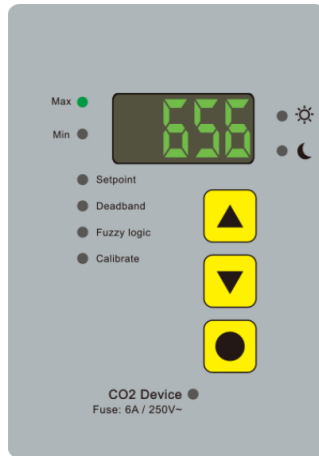 Max
656
Min
Setpoint
Deadband
Fuzzy logic
Calibrate
CO2 Device
Fuse: 6A / 250V~